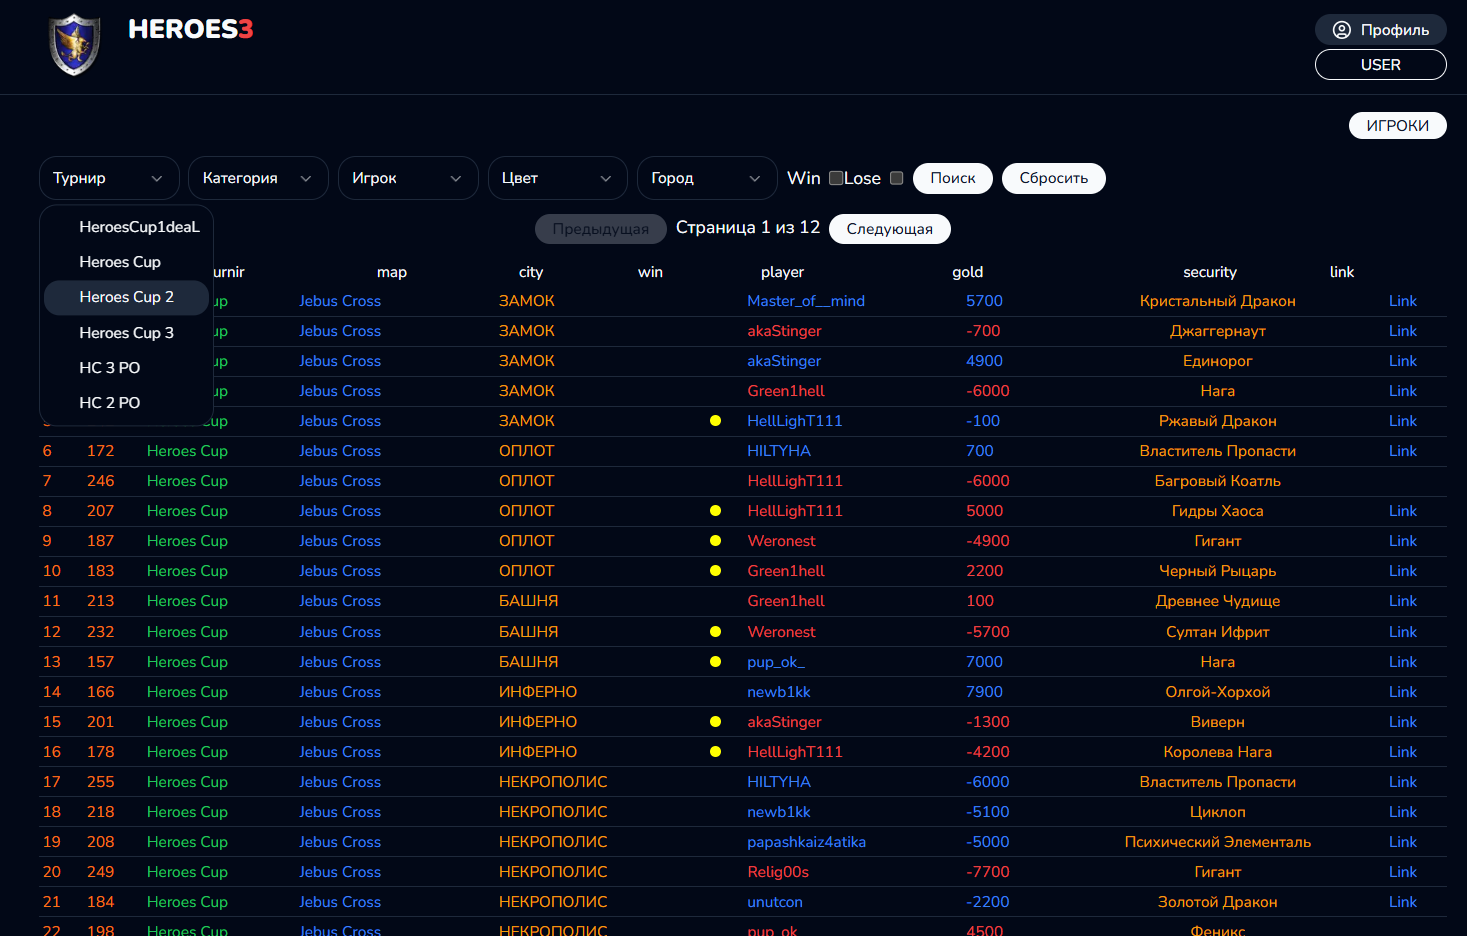 HEROES3
Профиль
USER
ИГРОКИ
Турнир Категория Игрок Цвет Город Win Lose Поиск Сбросить
HeroesCup1deaL
Heroes Cup
Heroes Cup 2
Heroes Cup 3
HC 3 PO
HC 2 PO
Предыдущая Страница 1 из 12 Следующая
urnir map city win player gold security link
up Jebus Cross ЗАМОК Master_of__mind 5700 Кристальный Дракон Link
up Jebus Cross ЗАМОК akaStinger -700 Джаггернаут Link
up Jebus Cross ЗАМОК akaStinger 4900 Единорог Link
up Jebus Cross ЗАМОК Green1hell -6000 Нага Link
up Jebus Cross ЗАМОК HellLighT111 -100 Ржавый Дракон Link
6 172 Heroes Cup Jebus Cross ОПЛОТ HILTYHA 700 Властитель Пропасти Link
7 246 Heroes Cup Jebus Cross ОПЛОТ HellLighT111 -6000 Багровый Коатль
8 207 Heroes Cup Jebus Cross ОПЛОТ HellLighT111 5000 Гидры Хаоса Link
9 187 Heroes Cup Jebus Cross ОПЛОТ Weronest -4900 Гигант Link
10 183 Heroes Cup Jebus Cross ОПЛОТ Green1hell 2200 Черный Рыцарь Link
11 213 Heroes Cup Jebus Cross БАШНЯ Green1hell 100 Древнее Чудище Link
12 232 Heroes Cup Jebus Cross БАШНЯ Weronest -5700 Султан Ифрит Link
13 157 Heroes Cup Jebus Cross БАШНЯ pup_ok_ 7000 Нага Link
14 166 Heroes Cup Jebus Cross ИНФЕРНО newb1kk 7900 Олгой-Хорхой Link
15 201 Heroes Cup Jebus Cross ИНФЕРНО akaStinger -1300 Виверн Link
16 178 Heroes Cup Jebus Cross ИНФЕРНО HellLighT111 -4200 Королева Нага Link
17 255 Heroes Cup Jebus Cross НЕКРОПОЛИС HILTYHA -6000 Властитель Пропасти Link
18 218 Heroes Cup Jebus Cross НЕКРОПОЛИС newb1kk -5100 Циклоп Link
19 208 Heroes Cup Jebus Cross НЕКРОПОЛИС papashkaiz4atika -5000 Психический Элементаль Link
20 249 Heroes Cup Jebus Cross НЕКРОПОЛИС Relig00s -7700 Гигант Link
21 184 Heroes Cup Jebus Cross НЕКРОПОЛИС unutcon -2200 Золотой Дракон Link
22 198 Heroes Cup Jebus Cross НЕКРОПОЛИС pup_ok_ 4500 Феникс Link